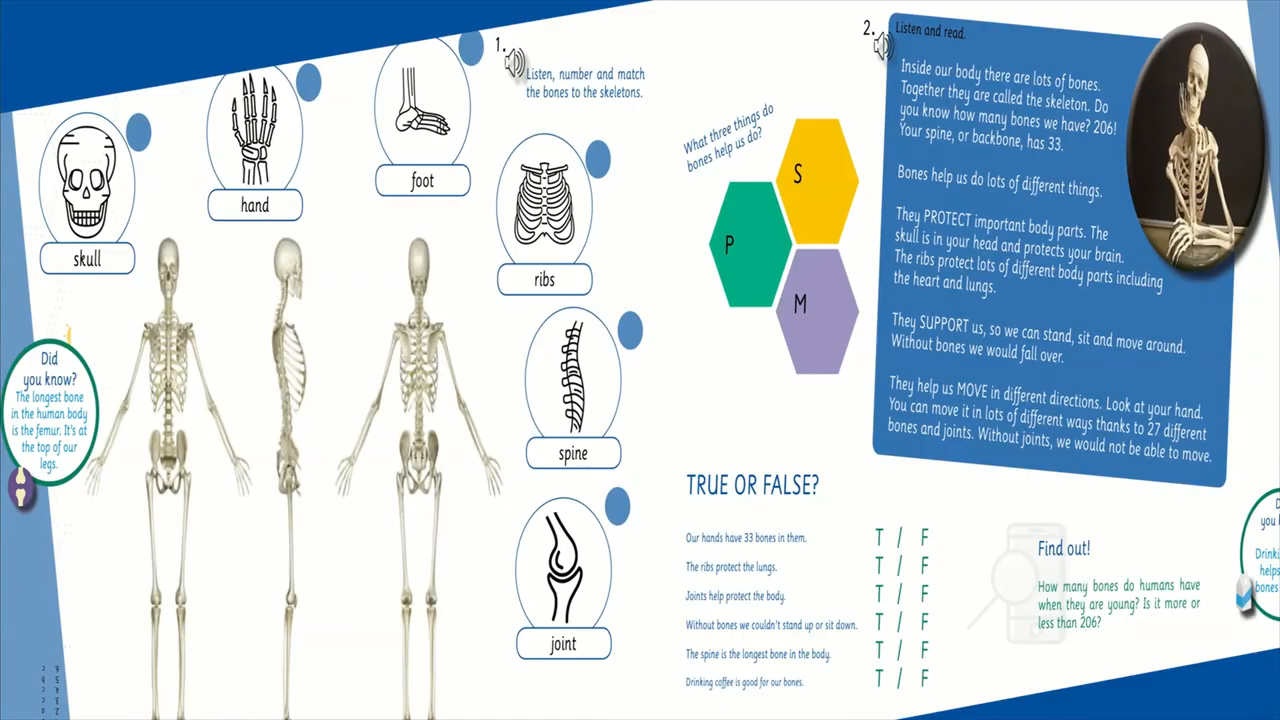 1.
Listen, number and match
the bones to the skeletons.
skull
hand
foot
ribs
spine
joint
Did
you know?
The longest bone
in the human body
is the femur. It's at
the top of our
legs.
2.
Listen and read.
Inside our body there are lots of bones.
Together they are called the skeleton. Do
you know how many bones we have? 206!
Your spine, or backbone, has 33.
Bones help us do lots of different things.
They PROTECT important body parts. The
skull is in your head and protects your brain.
The ribs protect lots of different body parts including
the heart and lungs.
They SUPPORT us, so we can stand, sit and move around.
Without bones we would fall over.
They help us MOVE in different directions. Look at your hand.
You can move it in lots of different ways thanks to 27 different
bones and joints. Without joints, we would not be able to move.
What three things do
bones help us do?
S
P
M
TRUE OR FALSE?
Our hands have 33 bones in them. T / F
The ribs protect the lungs. T / F
Joints help protect the body. T / F
Without bones we couldn't stand up or sit down. T / F
The spine is the longest bone in the body. T / F
Drinking coffee is good for our bones. T / F
Find out!
How many bones do humans have
when they are young? Is it more or
less than 206?
you
helps
bones